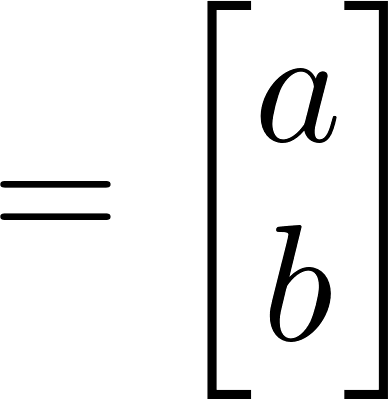 = [a
b]